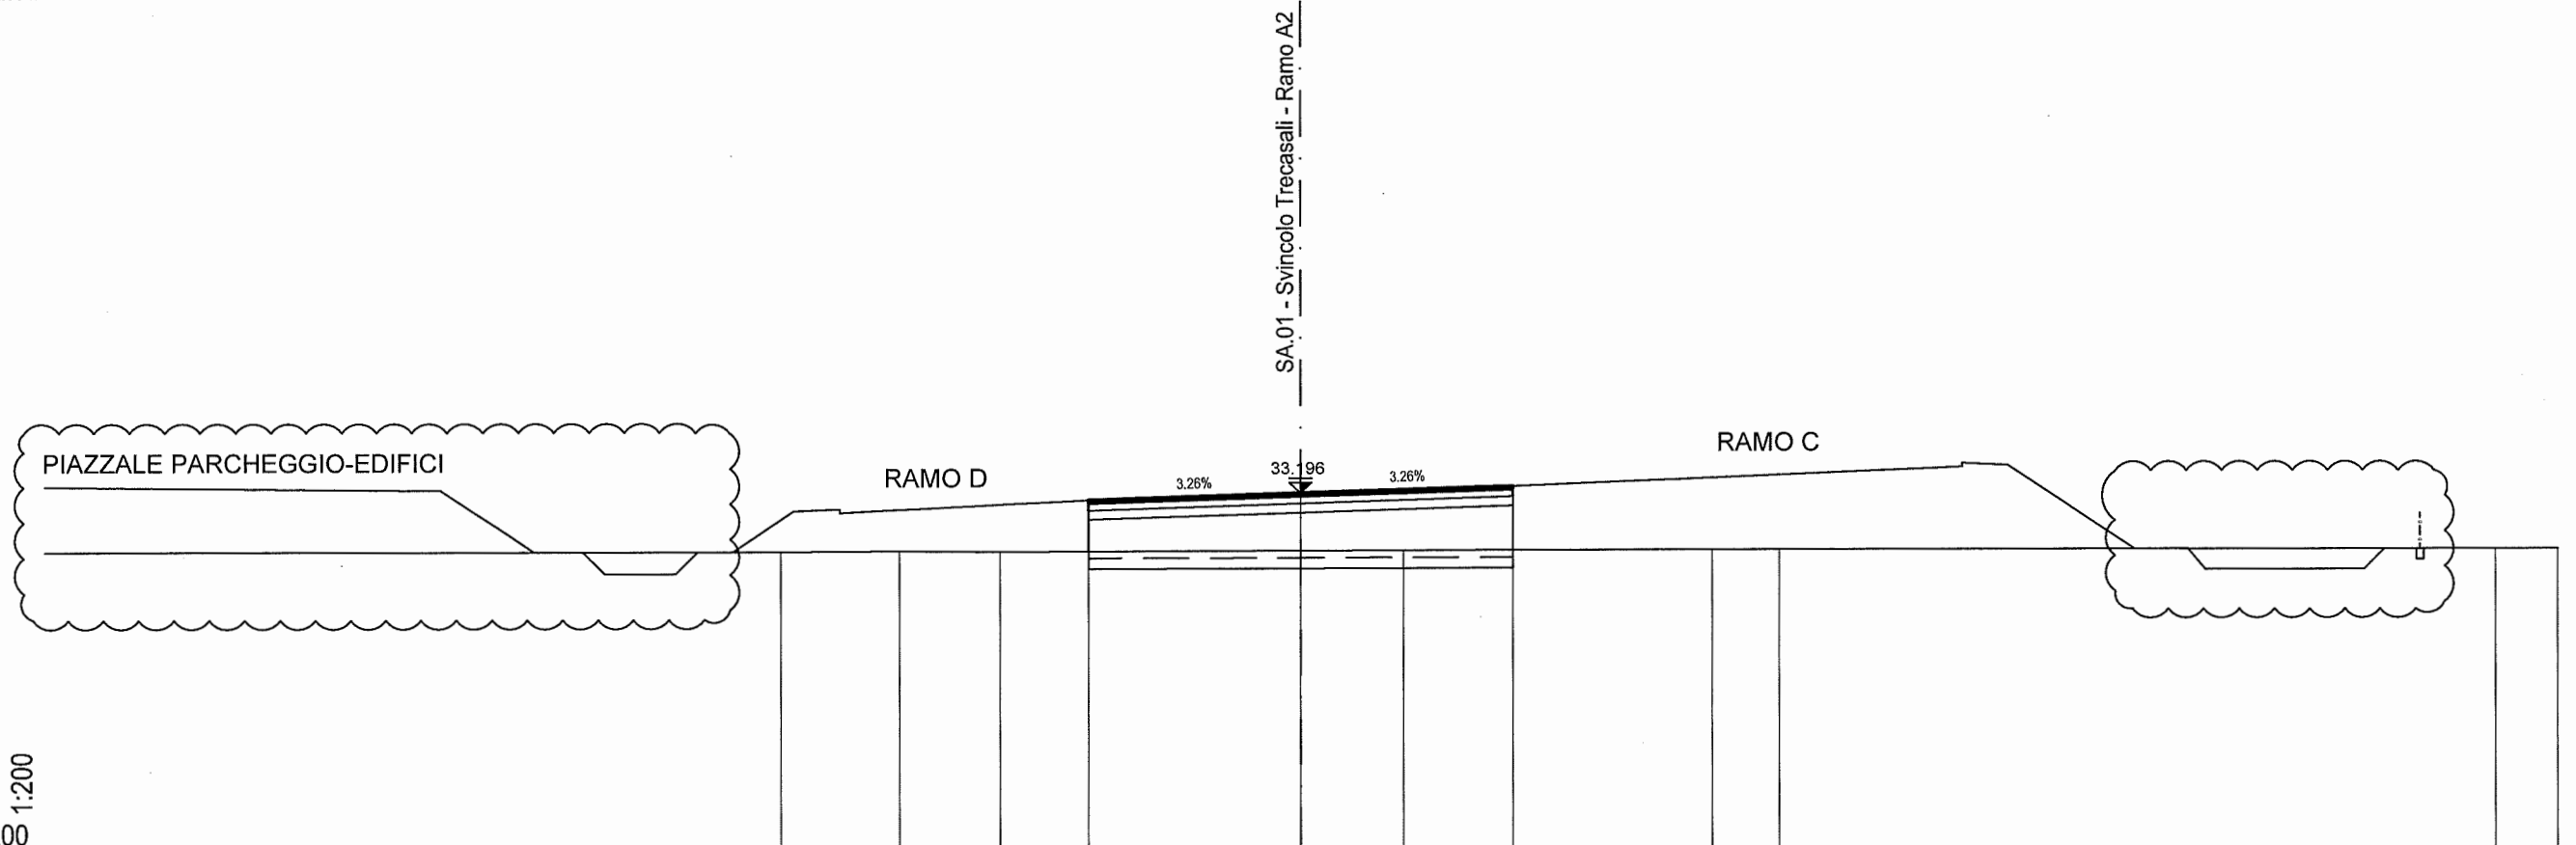 SA.01 - Svincolo Trecasali - Ramo A2
PIAZZALE PARCHEGGIO-EDIFICI
RAMO D
3.26%
33.196
3.26%
RAMO C
1:200
00